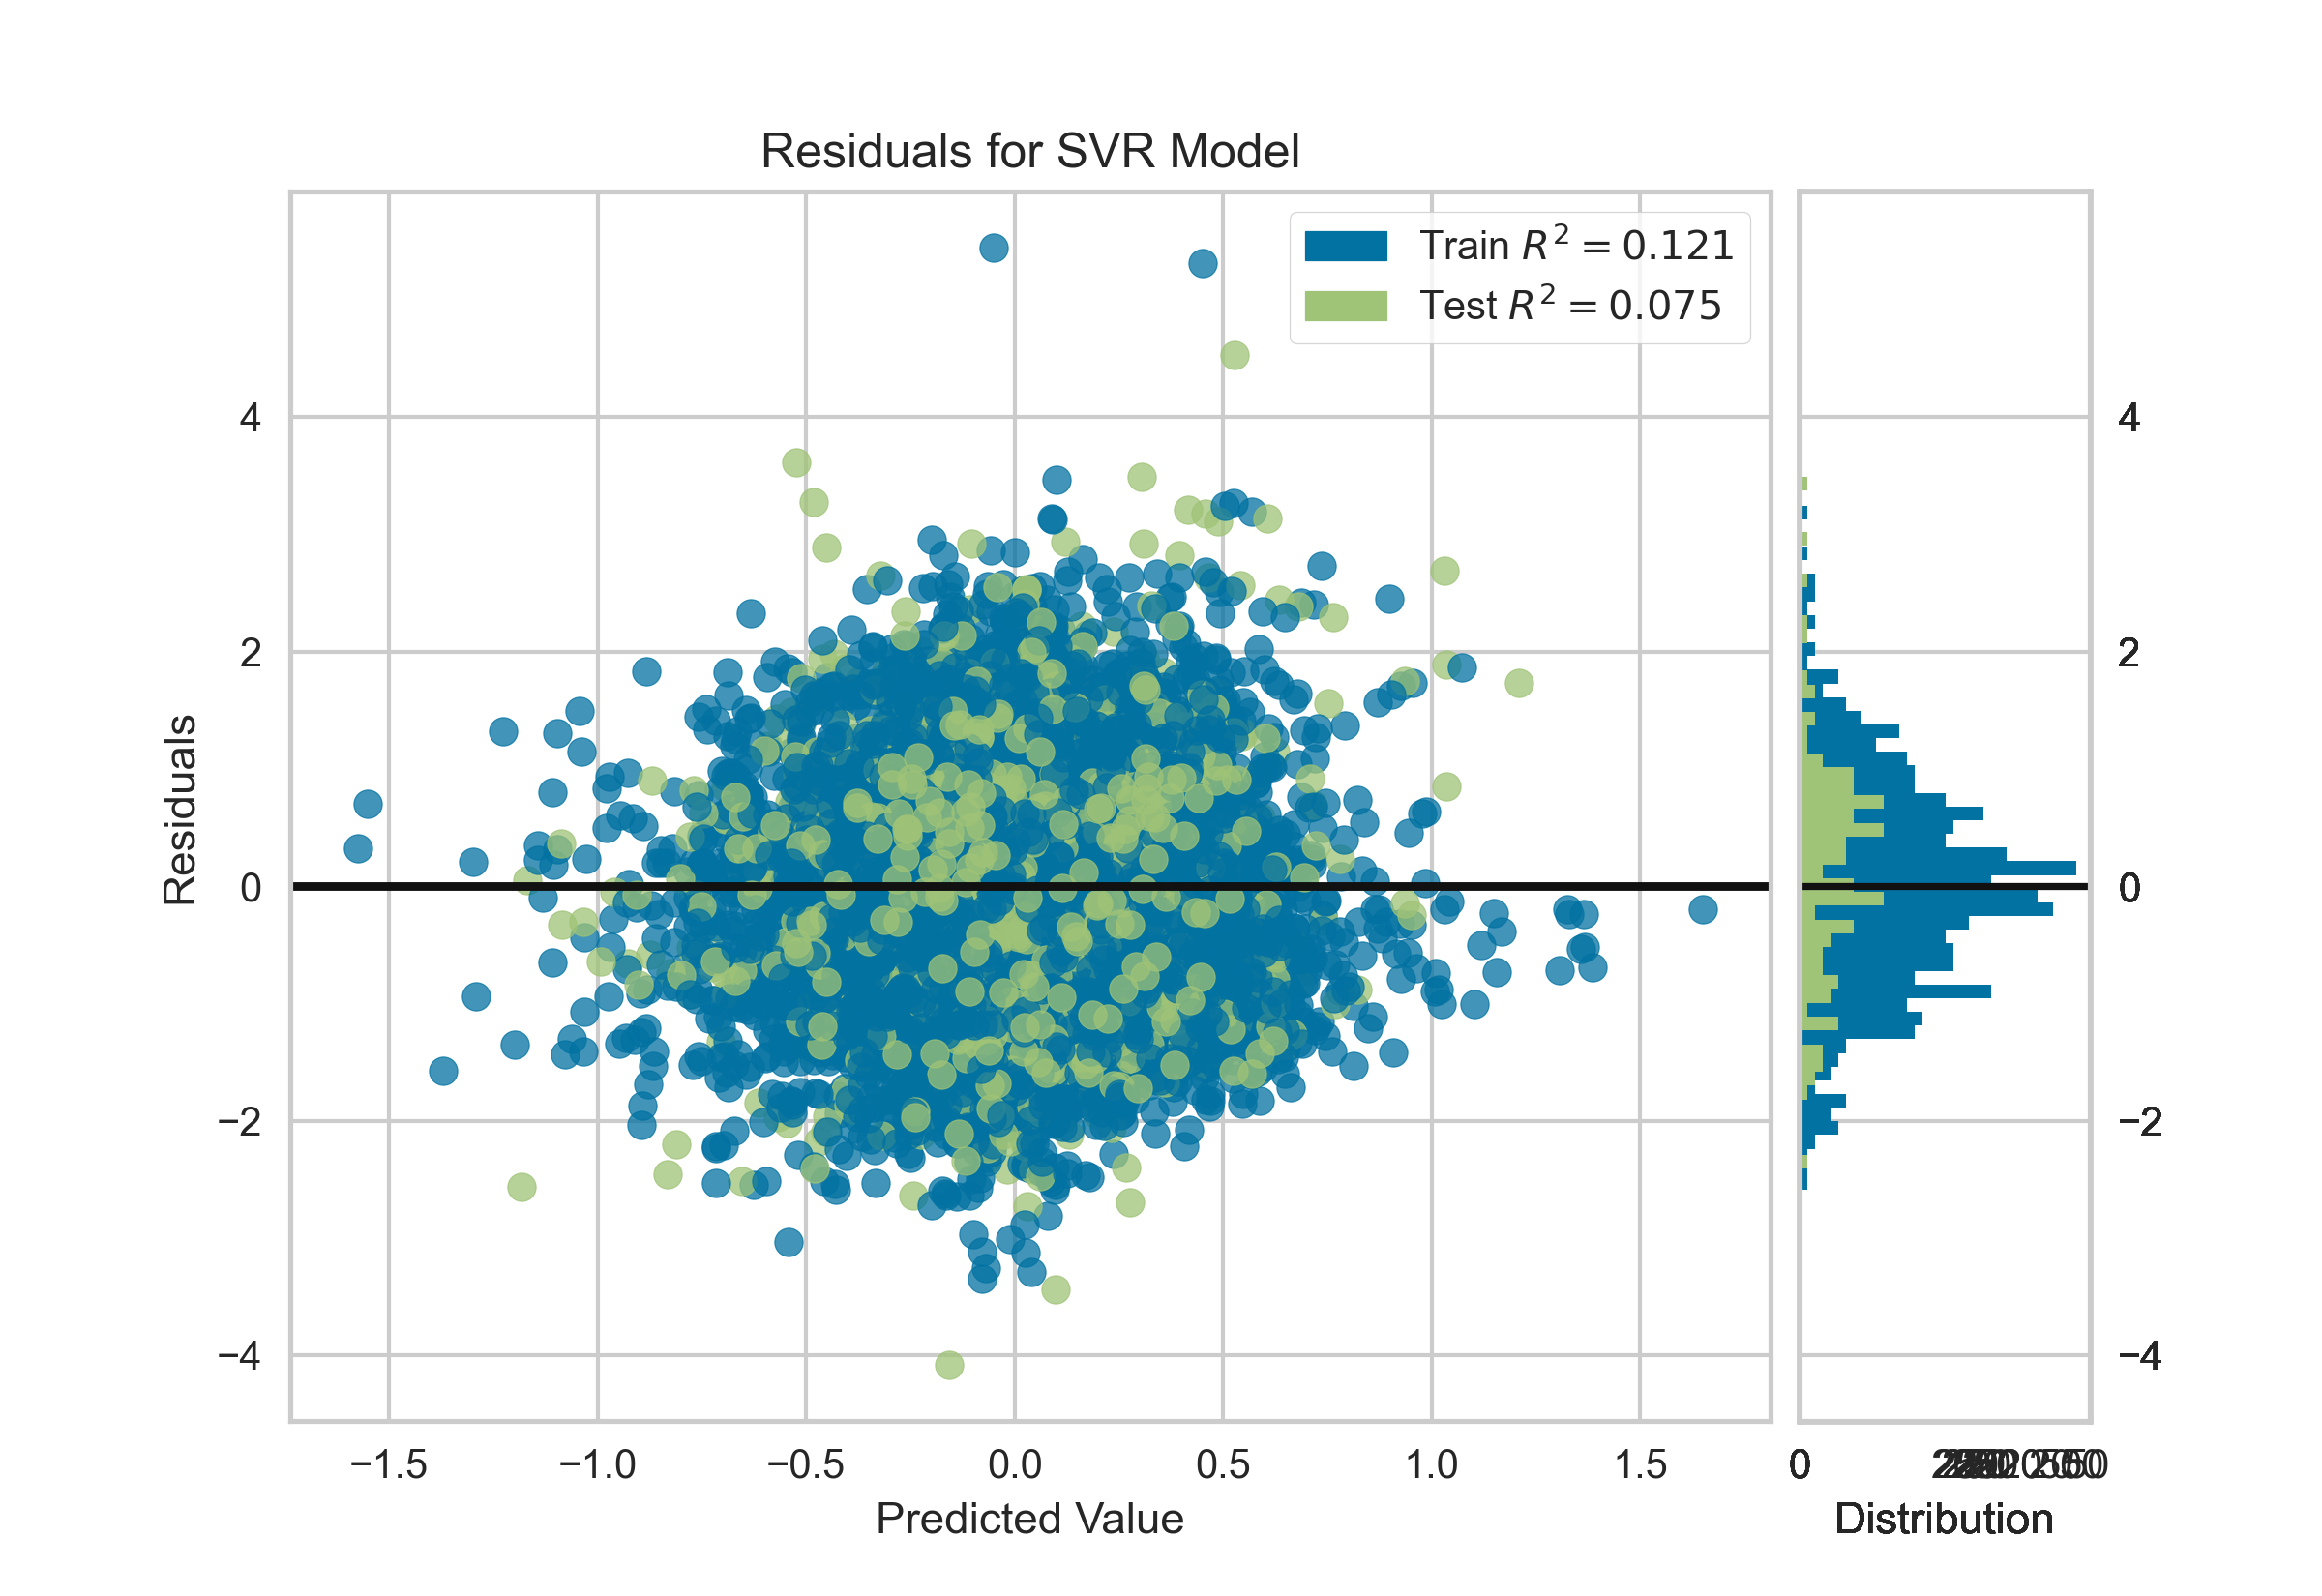 Residuals for SVR Model
Train R² = 0.121
Test R² = 0.075
Residuals
4
2
0
−2
−4
4
2
0
−2
−4
−1.5 −1.0 −0.5 0.0 0.5 1.0 1.5
0
Predicted Value
Distribution